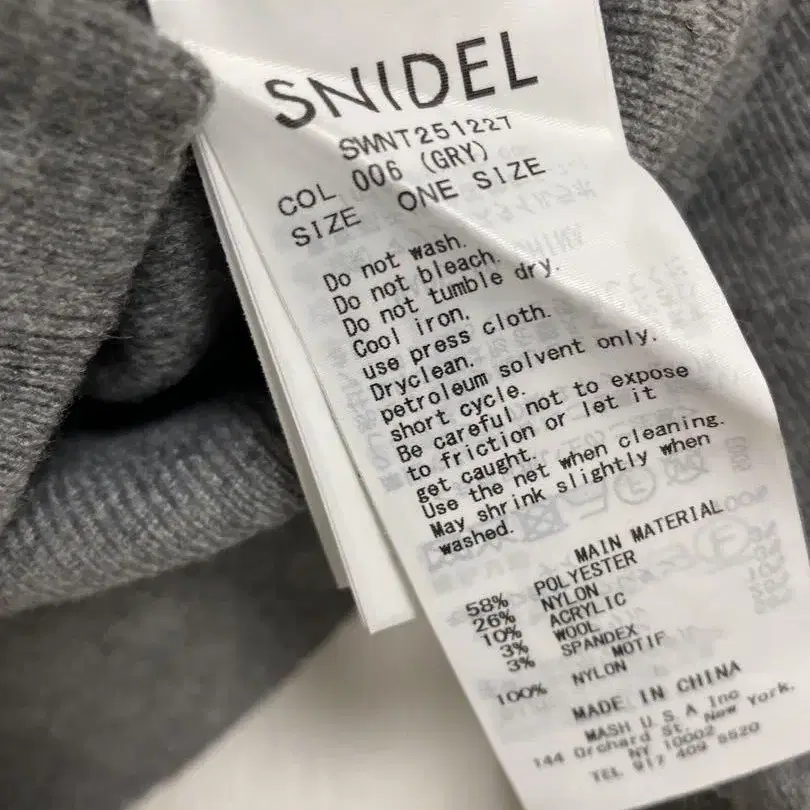 SNIDEL
SWNT251227
COL 006 (GRY)
SIZE ONE SIZE
Do not wash.
Do not bleach.
Do not tumble dry.
Cool iron,
use press cloth.
Dryclean.
petroleum solvent only.
short cycle.
Be careful not to expose
to friction or let it
get caught.
Use the net when cleaning.
May shrink slightly when
washed.
MAIN MATERIAL
58% POLYESTER
26% NYLON
10% ACRYLIC
3% WOOL
3% SPANDEX
MOTIF
100% NYLON
MADE IN CHINA
MASH U S A Inc
144 Orchard St, New York,
NY 10002
TEL 917 409 5520